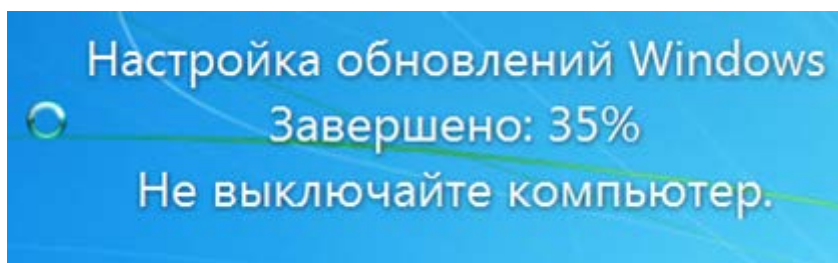 Настройка обновлений Windows
Завершено: 35%
Не выключайте компьютер.